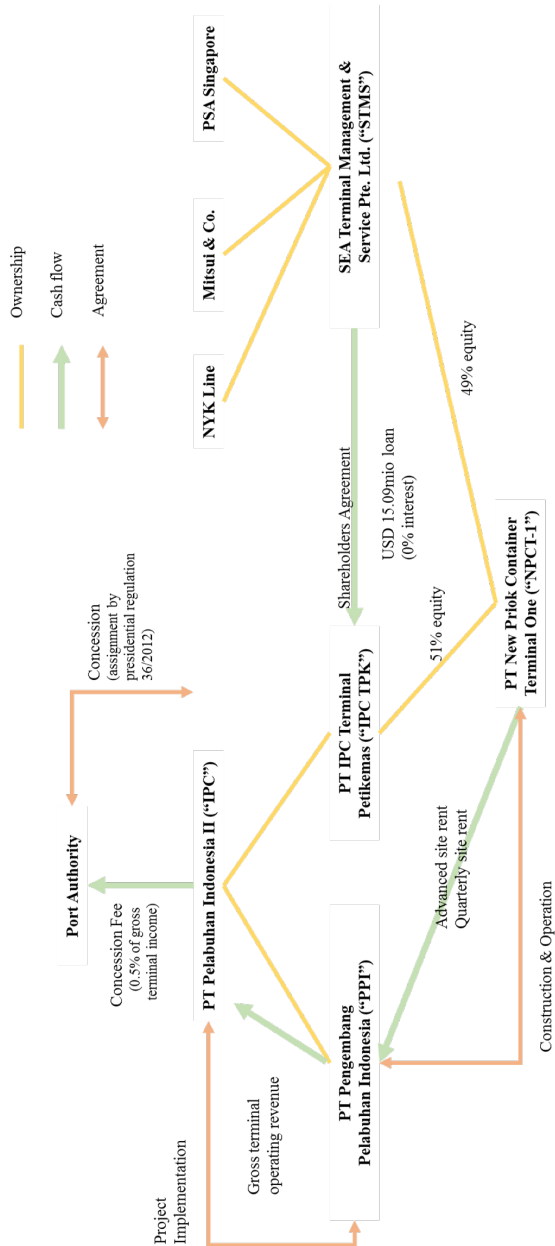 Ownership
Cash flow
Agreement
Port Authority
Concession
(assignment by
presidential regulation
36/2012)
Concession Fee
(0.5% of gross
terminal income)
NYK Line
Mitsui & Co.
PSA Singapore
Project
Implementation
PT Pelabuhan Indonesia II (“IPC”)
Gross terminal
operating revenue
Shareholders Agreement
PT Pengembang
Pelabuhan Indonesia (“PPI”)
PT IPC Terminal
Petikemas (“IPC TPK”)
USD 15.09mio loan
(0% interest)
SEA Terminal Management &
Service Pte. Ltd. (“STMS”)
Advanced site rent
Quarterly site rent
51% equity
49% equity
PT New Priok Container
Terminal One (“NPCT-1”)
Construction & Operation